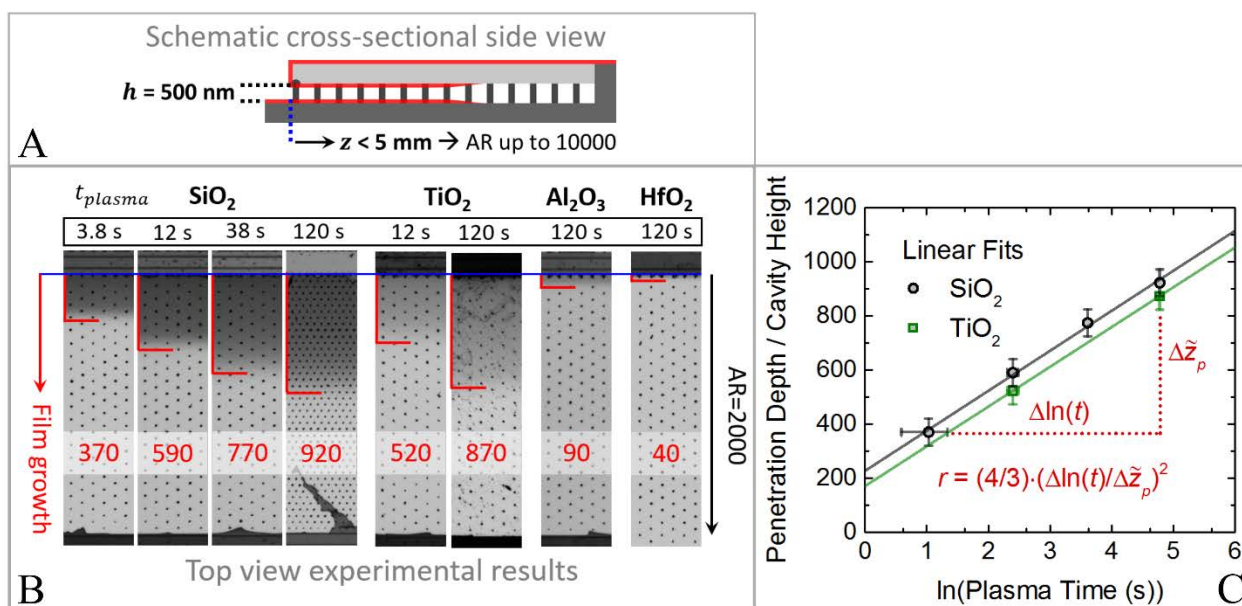 Schematic cross-sectional side view
h = 500 nm
z < 5 mm → AR up to 10000
A
t_plasma SiO₂ TiO₂ Al₂O₃ HfO₂
3.8 s 12 s 38 s 120 s 12 s 120 s 120 s 120 s
Film growth
370 590 770 920 520 870 90 40
AR=2000
Top view experimental results
B
Penetration Depth / Cavity Height
1200
1000
800
600
400
200
0
Linear Fits
SiO₂
TiO₂
Δz̃ₚ
Δln(t)
r = (4/3)·(Δln(t)/Δz̃ₚ)²
0 1 2 3 4 5 6
ln(Plasma Time (s))
C